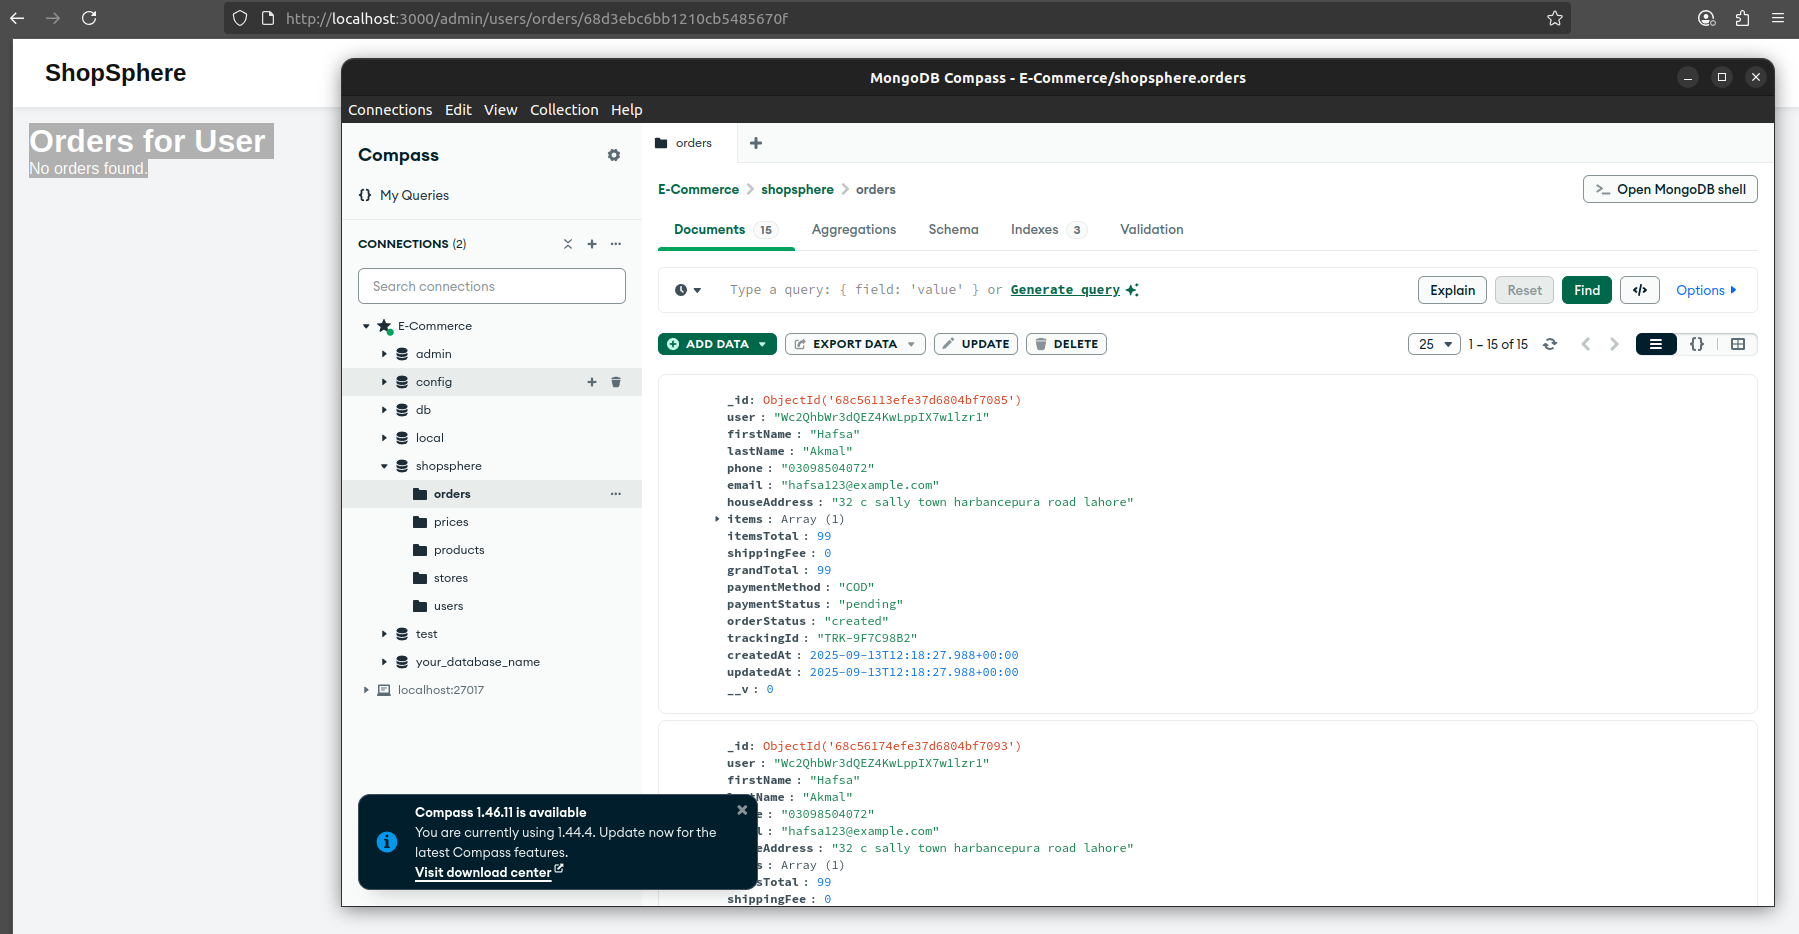 http://localhost:3000/admin/users/orders/68d3ebc6bb1210cb5485670f
ShopSphere
Orders for User
No orders found.
MongoDB Compass - E-Commerce/shopsphere.orders
Connections Edit View Collection Help
Compass
{} My Queries
CONNECTIONS (2)
Search connections
E-Commerce
admin
config
db
local
shopsphere
orders
prices
products
stores
users
test
your_database_name
localhost:27017
orders
E-Commerce > shopsphere > orders
>_ Open MongoDB shell
Documents 15 Aggregations Schema Indexes 3 Validation
Type a query: { field: 'value' } or Generate query
Explain Reset Find </> Options
ADD DATA EXPORT DATA UPDATE DELETE
25 1 – 15 of 15 {}
_id: ObjectId('68c56113efe37d6804bf7085')
user : "Wc2QhbWr3dQEZ4KwLppIX7w1lzr1"
firstName : "Hafsa"
lastName : "Akmal"
phone : "03098504072"
email : "hafsa123@example.com"
houseAddress : "32 c sally town harbancepura road lahore"
items : Array (1)
itemsTotal : 99
shippingFee : 0
grandTotal : 99
paymentMethod : "COD"
paymentStatus : "pending"
orderStatus : "created"
trackingId : "TRK-9F7C98B2"
createdAt : 2025-09-13T12:18:27.988+00:00
updatedAt : 2025-09-13T12:18:27.988+00:00
__v : 0
_id: ObjectId('68c56174efe37d6804bf7093')
user : "Wc2QhbWr3dQEZ4KwLppIX7w1lzr1"
firstName : "Hafsa"
Name : "Akmal"
e : "03098504072"
l : "hafsa123@example.com"
eAddress : "32 c sally town harbancepura road lahore"
s : Array (1)
sTotal : 99
shippingFee : 0
Compass 1.46.11 is available
You are currently using 1.44.4. Update now for the
latest Compass features.
Visit download center